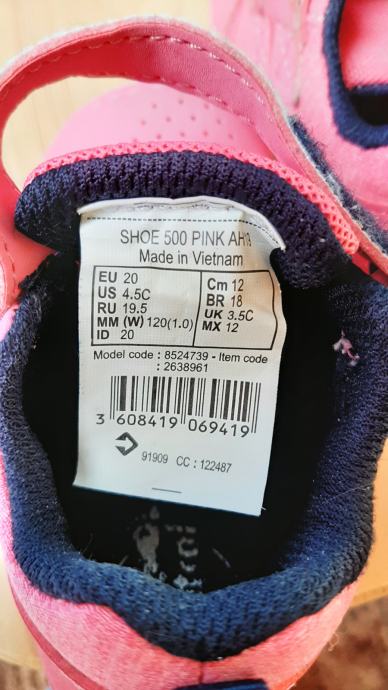 SHOE 500 PINK AH19
Made in Vietnam
EU 20
US 4.5C
RU 19.5
MM (W) 120(1.0)
ID 20
Cm 12
BR 18
UK 3.5C
MX 12
Model code : 8524739 - Item code
: 2638961
3 608419 069419
91909 CC : 122487